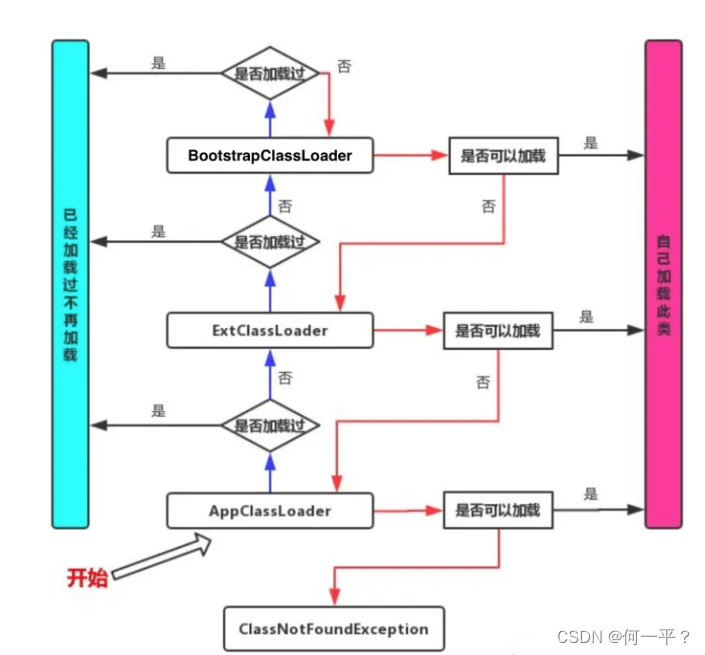 是
是否加载过
否
BootstrapClassLoader
是否可以加载
是
否
否
是
是否加载过
已经加载过不再加载
自己加载此类
ExtClassLoader
是否可以加载
是
否
否
是
是否加载过
AppClassLoader
是否可以加载
是
开始
ClassNotFoundException
CSDN @何一平？